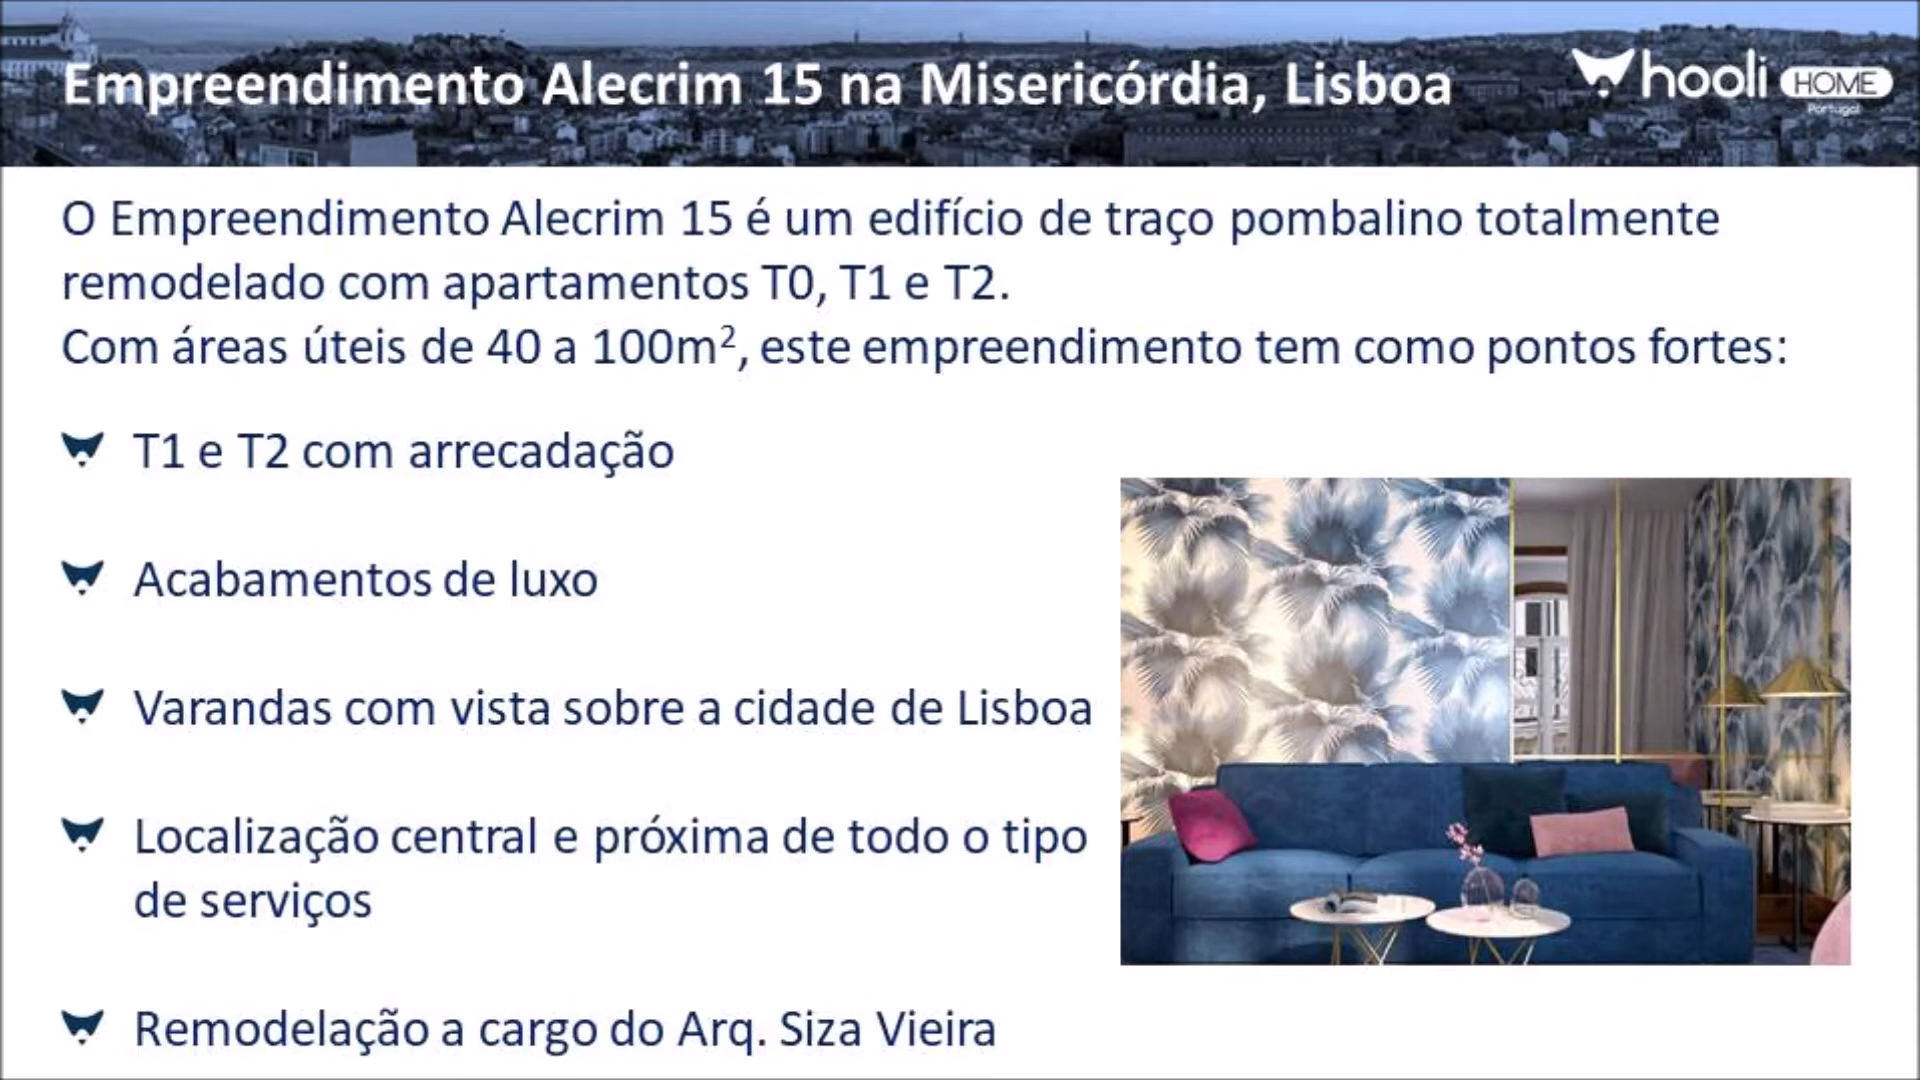 Empreendimento Alecrim 15 na Misericórdia, Lisboa
hooli HOME
Portugal
O Empreendimento Alecrim 15 é um edifício de traço pombalino totalmente
remodelado com apartamentos T0, T1 e T2.
Com áreas úteis de 40 a 100m², este empreendimento tem como pontos fortes:
T1 e T2 com arrecadação
Acabamentos de luxo
Varandas com vista sobre a cidade de Lisboa
Localização central e próxima de todo o tipo
de serviços
Remodelação a cargo do Arq. Siza Vieira